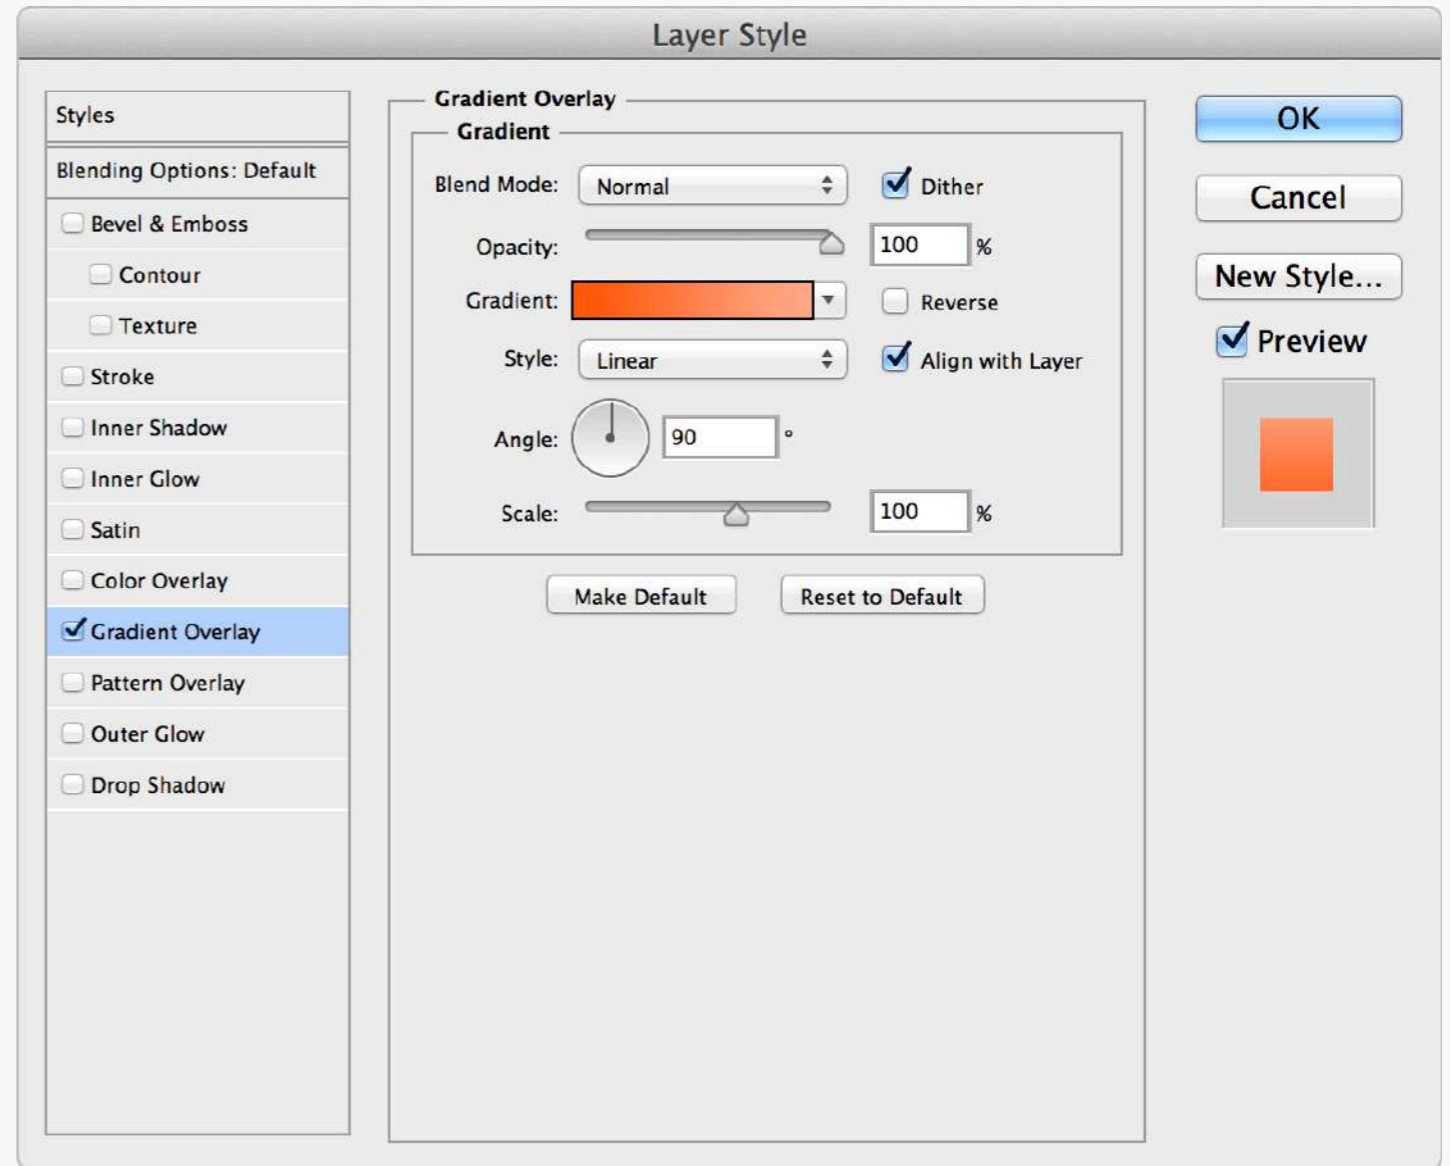 Layer Style
Styles
Blending Options: Default
Bevel & Emboss
Contour
Texture
Stroke
Inner Shadow
Inner Glow
Satin
Color Overlay
Gradient Overlay
Pattern Overlay
Outer Glow
Drop Shadow
Gradient Overlay
Gradient
Blend Mode: Normal Dither
Opacity: 100 %
Gradient: Reverse
Style: Linear Align with Layer
Angle: 90 °
Scale: 100 %
Make Default Reset to Default
OK
Cancel
New Style...
Preview